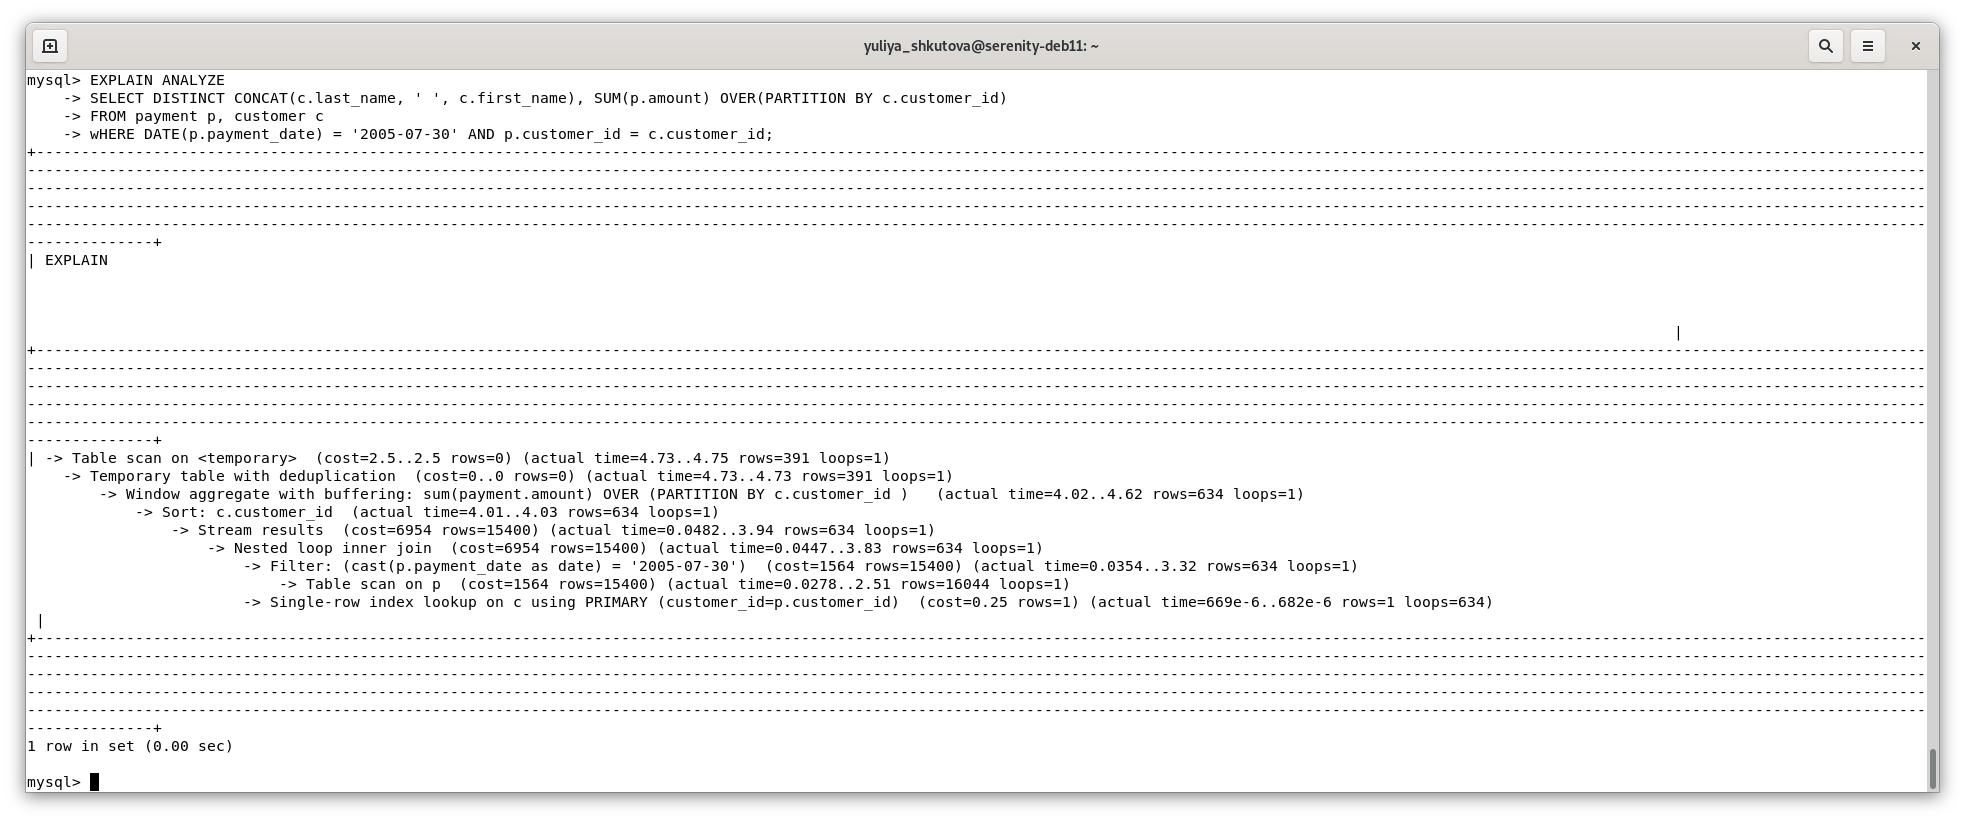 yuliya_shkutova@serenity-deb11: ~
mysql> EXPLAIN ANALYZE
    -> SELECT DISTINCT CONCAT(c.last_name, ' ', c.first_name), SUM(p.amount) OVER(PARTITION BY c.customer_id)
    -> FROM payment p, customer c
    -> wHERE DATE(p.payment_date) = '2005-07-30' AND p.customer_id = c.customer_id;
| EXPLAIN
|
| -> Table scan on <temporary>  (cost=2.5..2.5 rows=0) (actual time=4.73..4.75 rows=391 loops=1)
    -> Temporary table with deduplication  (cost=0..0 rows=0) (actual time=4.73..4.73 rows=391 loops=1)
        -> Window aggregate with buffering: sum(payment.amount) OVER (PARTITION BY c.customer_id )   (actual time=4.02..4.62 rows=634 loops=1)
            -> Sort: c.customer_id  (actual time=4.01..4.03 rows=634 loops=1)
                -> Stream results  (cost=6954 rows=15400) (actual time=0.0482..3.94 rows=634 loops=1)
                    -> Nested loop inner join  (cost=6954 rows=15400) (actual time=0.0447..3.83 rows=634 loops=1)
                        -> Filter: (cast(p.payment_date as date) = '2005-07-30')  (cost=1564 rows=15400) (actual time=0.0354..3.32 rows=634 loops=1)
                            -> Table scan on p  (cost=1564 rows=15400) (actual time=0.0278..2.51 rows=16044 loops=1)
                        -> Single-row index lookup on c using PRIMARY (customer_id=p.customer_id)  (cost=0.25 rows=1) (actual time=669e-6..682e-6 rows=1 loops=634)
 |
1 row in set (0.00 sec)
mysql>